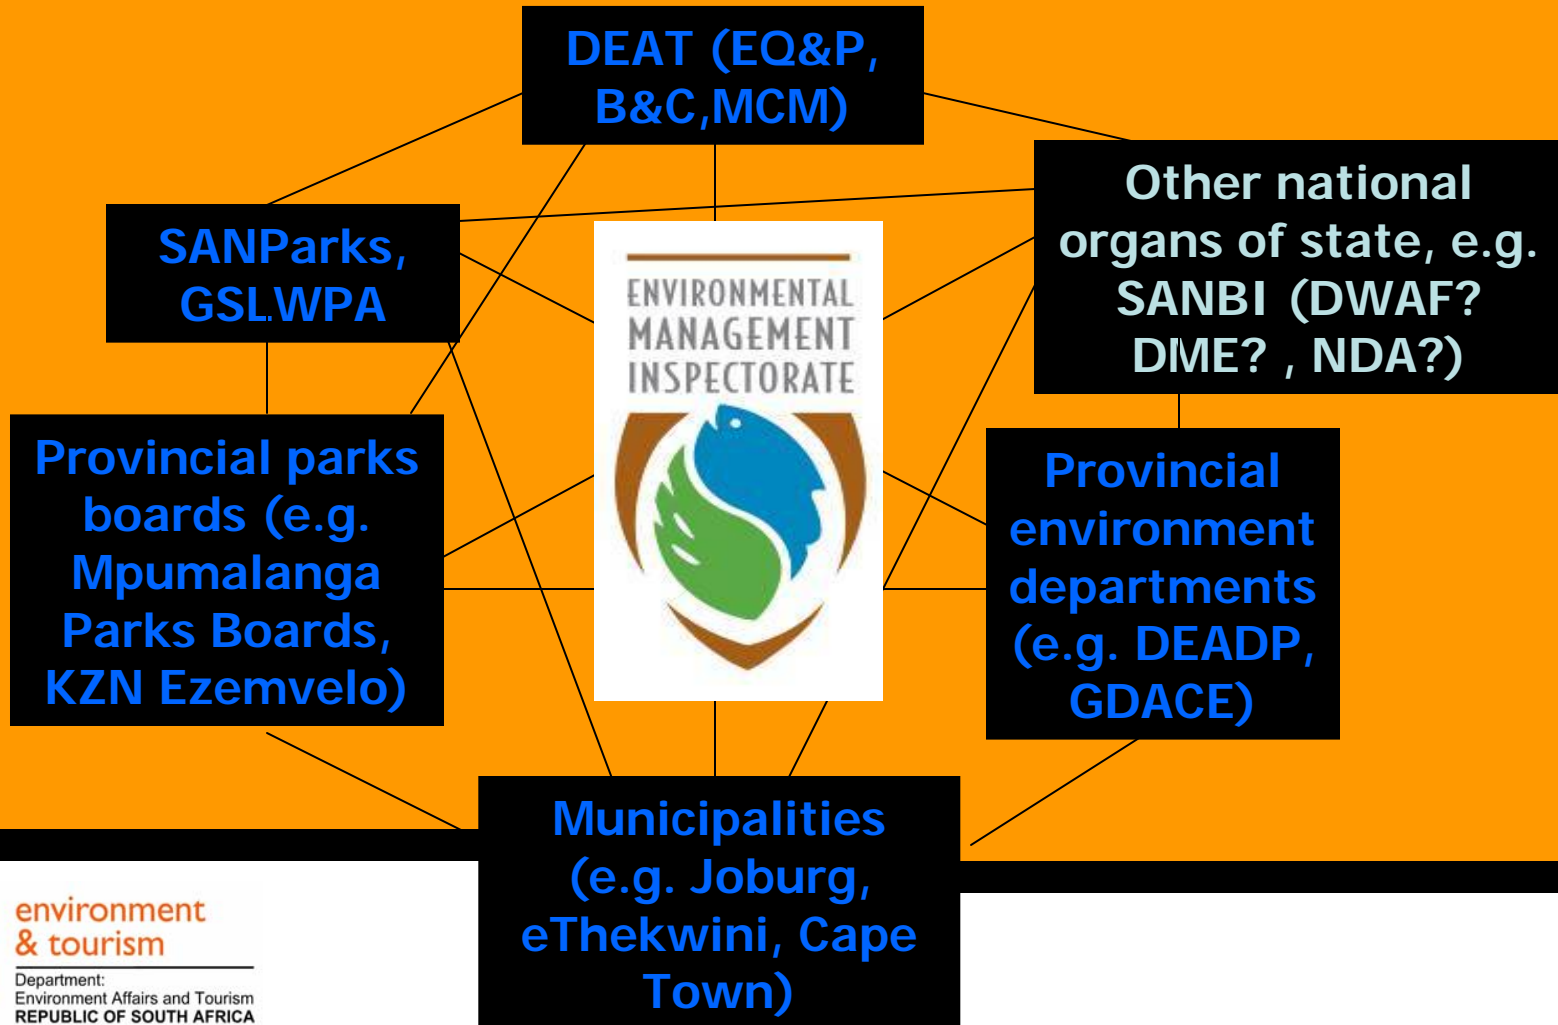 DEAT (EQ&P,
B&C,MCM)
Other national
organs of state, e.g.
SANBI (DWAF?
DME? , NDA?)
SANParks,
GSLWPA
ENVIRONMENTAL
MANAGEMENT
INSPECTORATE
Provincial parks
boards (e.g.
Mpumalanga
Parks Boards,
KZN Ezemvelo)
Provincial
environment
departments
(e.g. DEADP,
GDACE)
Municipalities
(e.g. Joburg,
eThekwini, Cape
Town)
environment
& tourism
Department:
Environment Affairs and Tourism
REPUBLIC OF SOUTH AFRICA